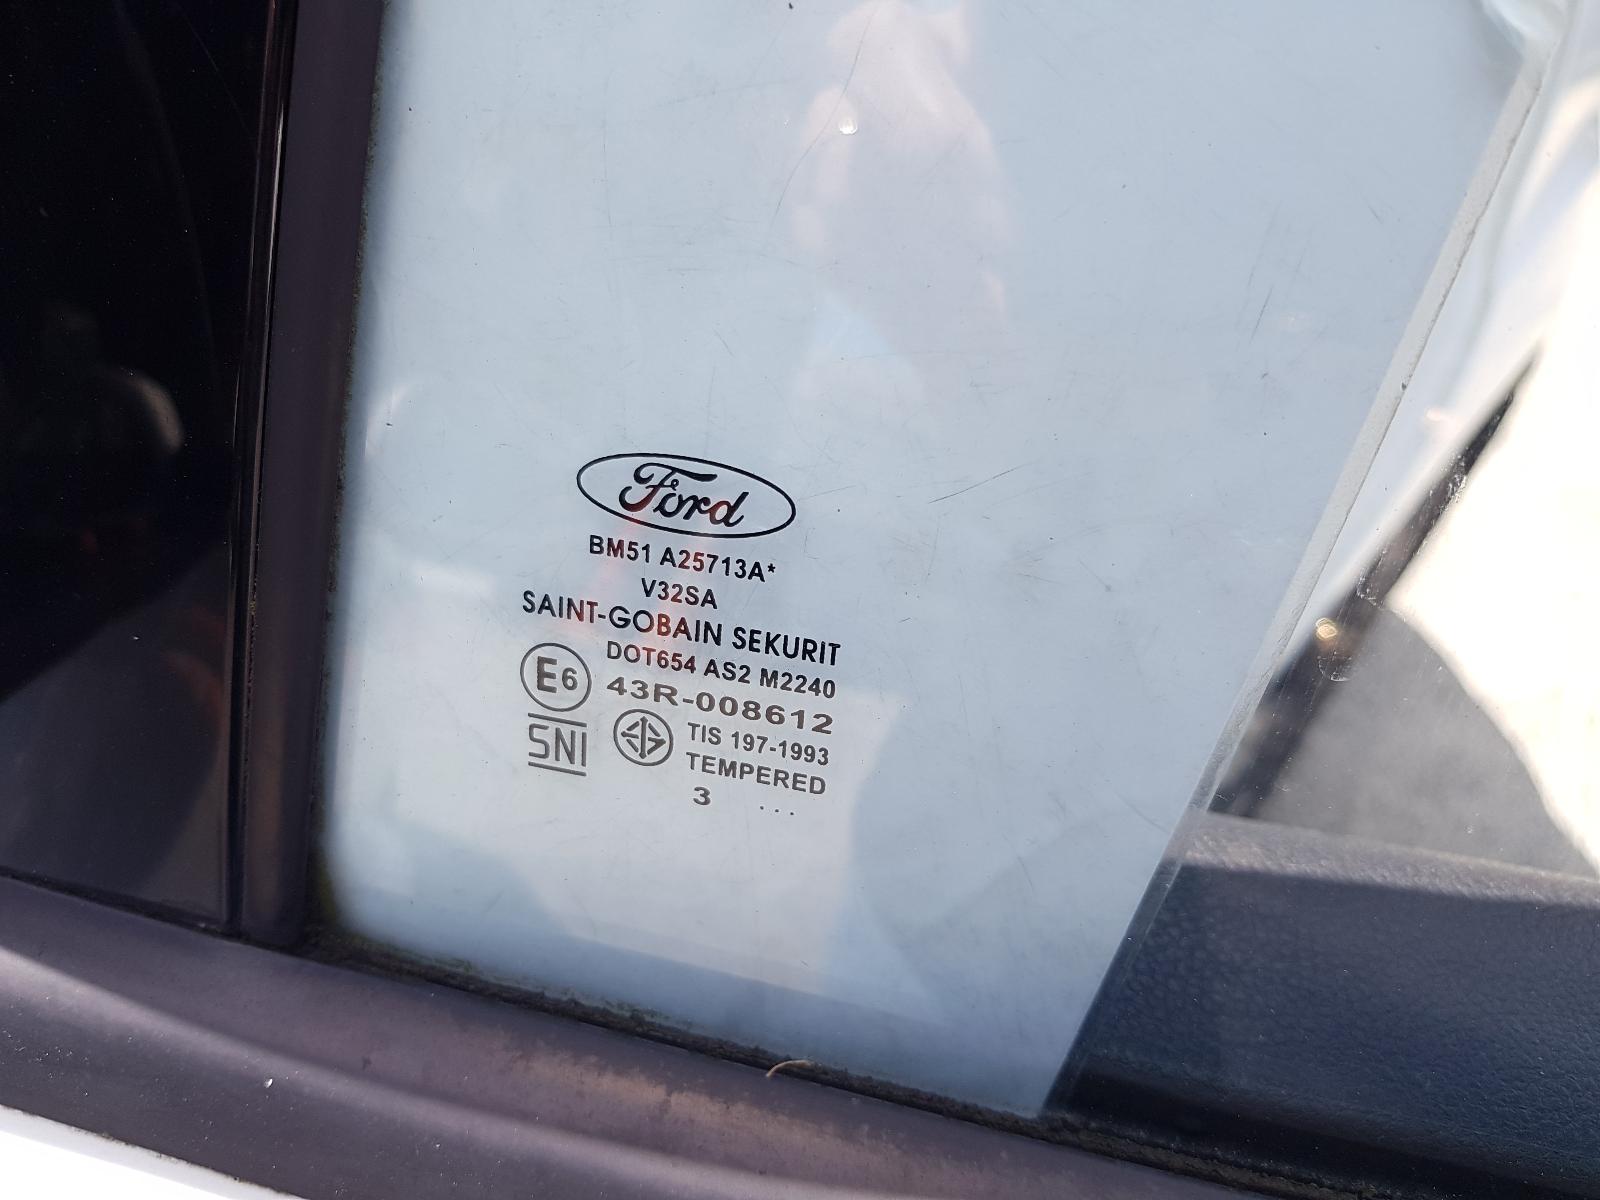 Ford
BM51 A25713A*
V32SA
SAINT-GOBAIN SEKURIT
DOT654 AS2 M2240
E6 43R-008612
SNI TIS 197-1993
TEMPERED
3 ...